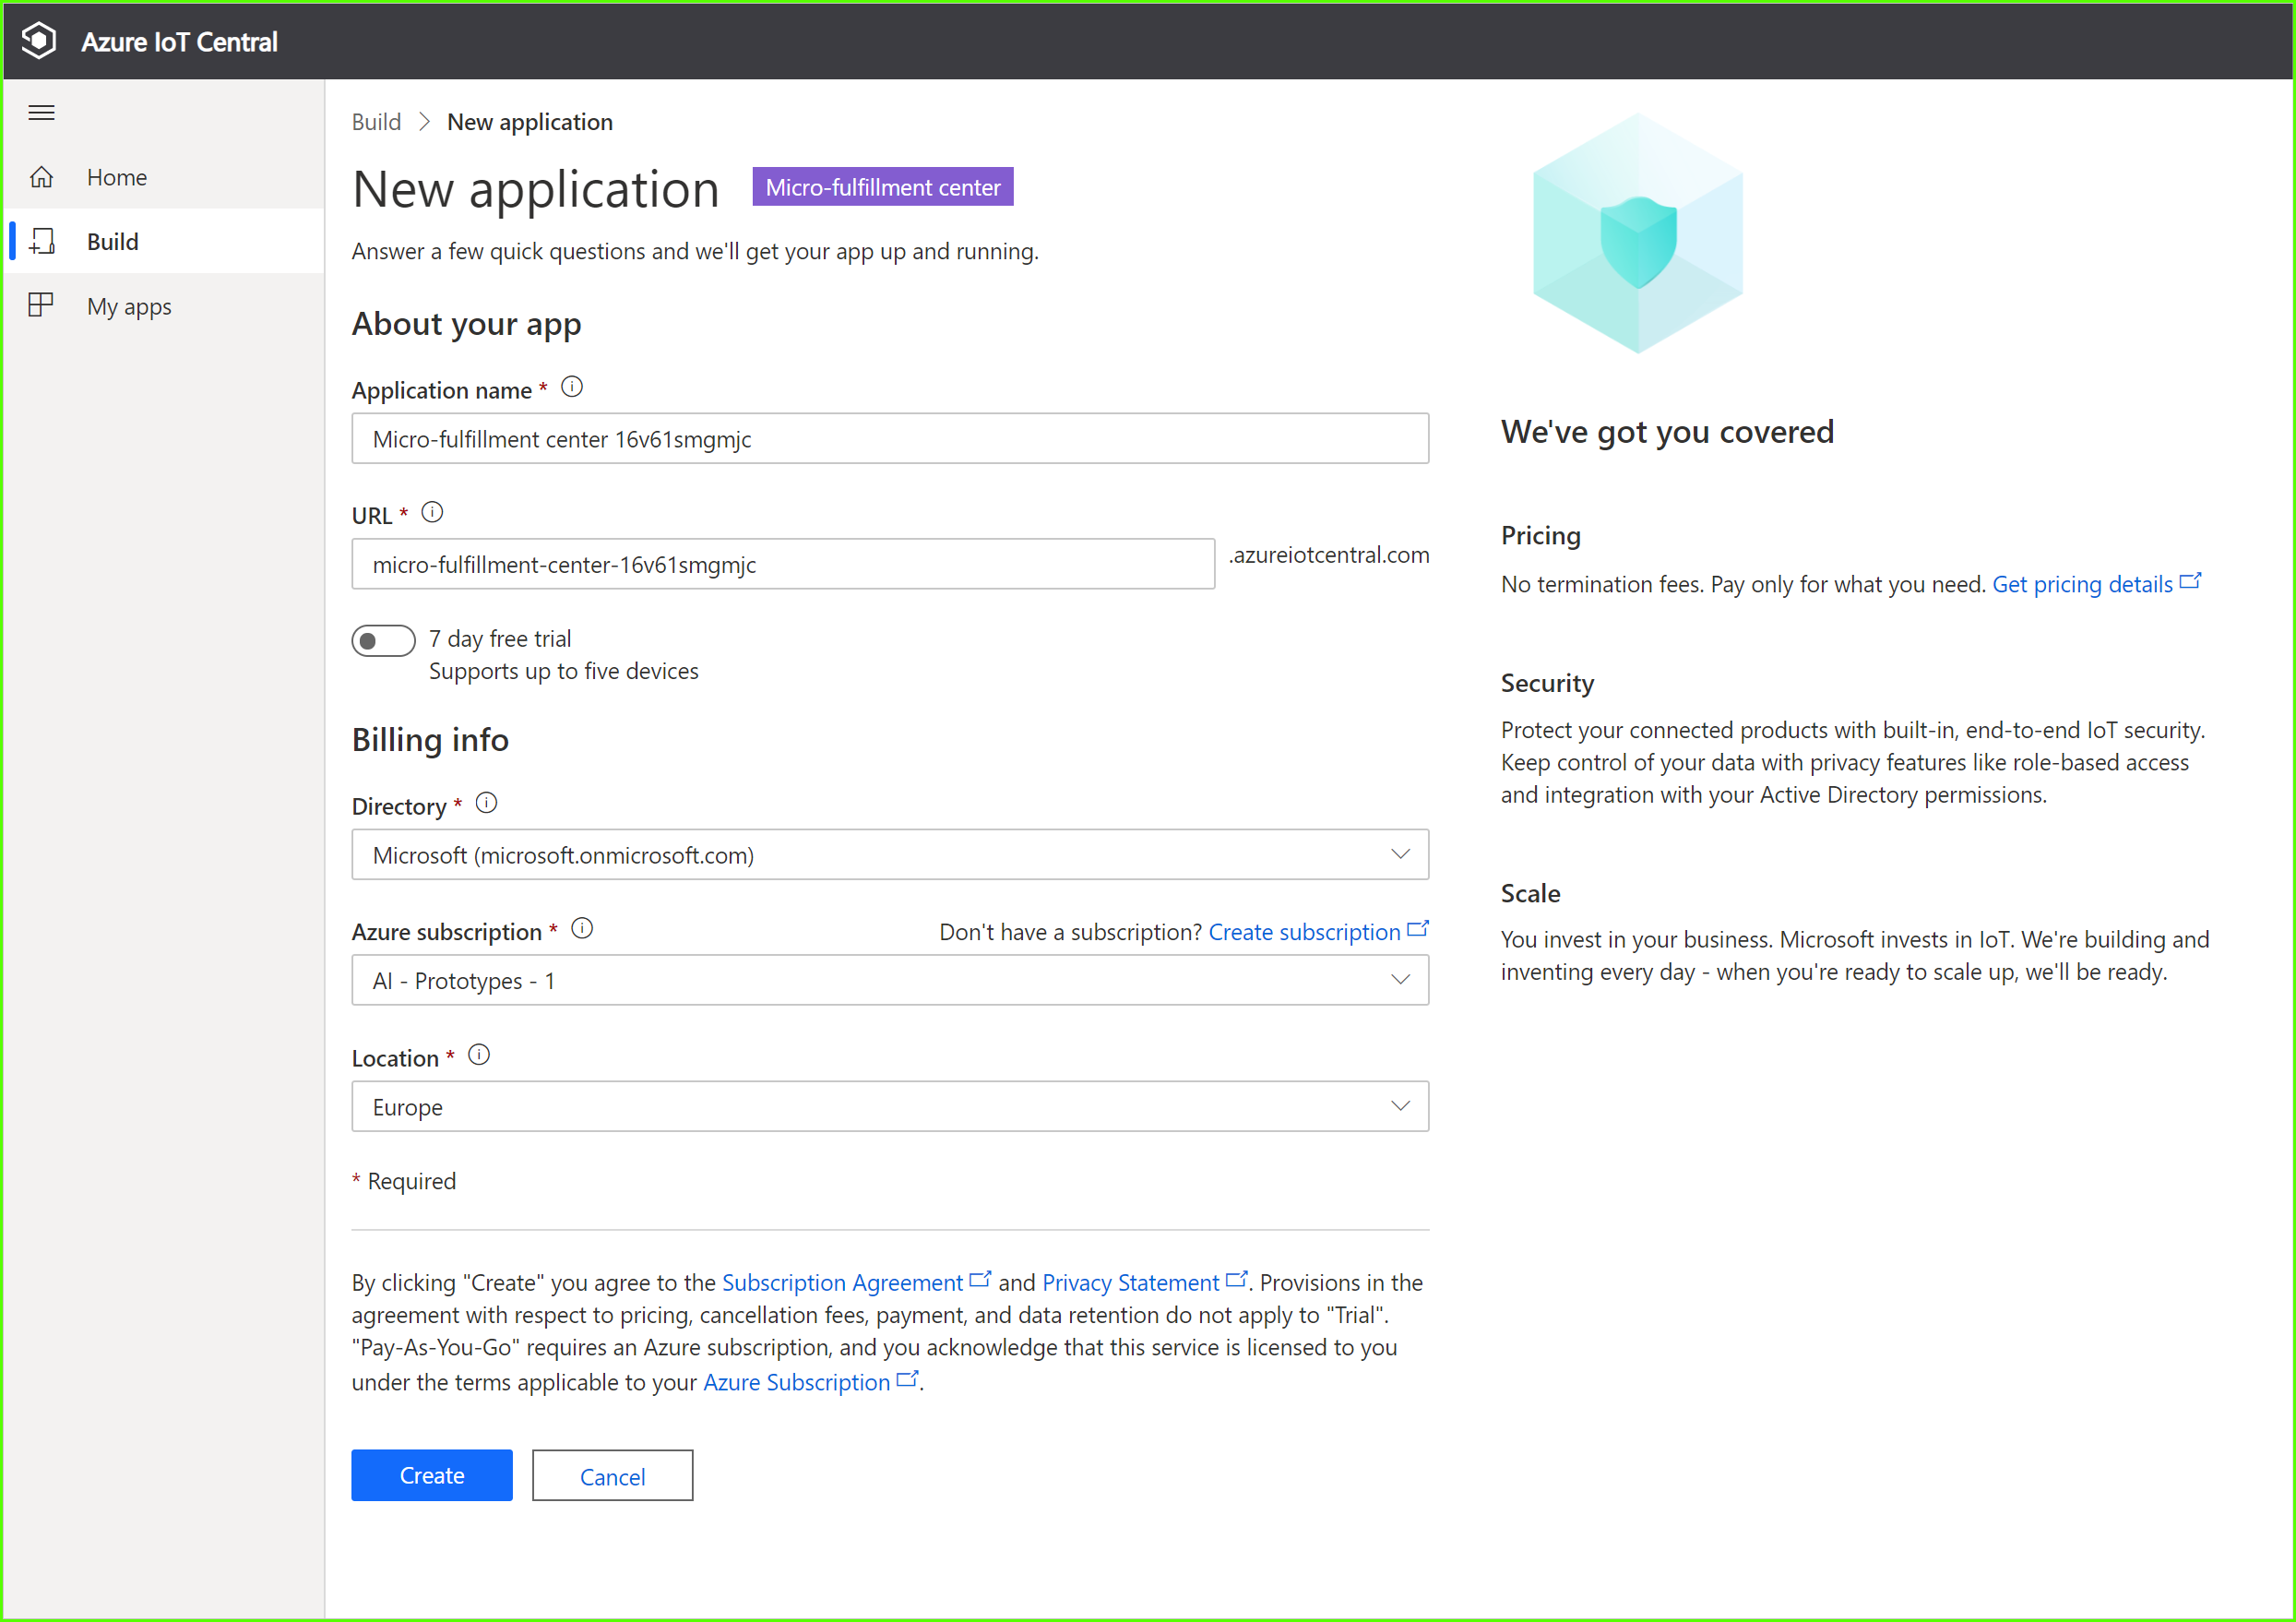 Azure IoT Central
Home
Build
My apps
Build > New application
New application
Micro-fulfillment center
Answer a few quick questions and we'll get your app up and running.
About your app
Application name *
Micro-fulfillment center 16v61smgmjc
URL *
micro-fulfillment-center-16v61smgmjc
.azureiotcentral.com
7 day free trial
Supports up to five devices
Billing info
Directory *
Microsoft (microsoft.onmicrosoft.com)
Azure subscription *
Don't have a subscription? Create subscription
AI - Prototypes - 1
Location *
Europe
* Required
By clicking "Create" you agree to the Subscription Agreement and Privacy Statement. Provisions in the
agreement with respect to pricing, cancellation fees, payment, and data retention do not apply to "Trial".
"Pay-As-You-Go" requires an Azure subscription, and you acknowledge that this service is licensed to you
under the terms applicable to your Azure Subscription.
Create
Cancel
We've got you covered
Pricing
No termination fees. Pay only for what you need. Get pricing details
Security
Protect your connected products with built-in, end-to-end IoT security.
Keep control of your data with privacy features like role-based access
and integration with your Active Directory permissions.
Scale
You invest in your business. Microsoft invests in IoT. We're building and
inventing every day - when you're ready to scale up, we'll be ready.